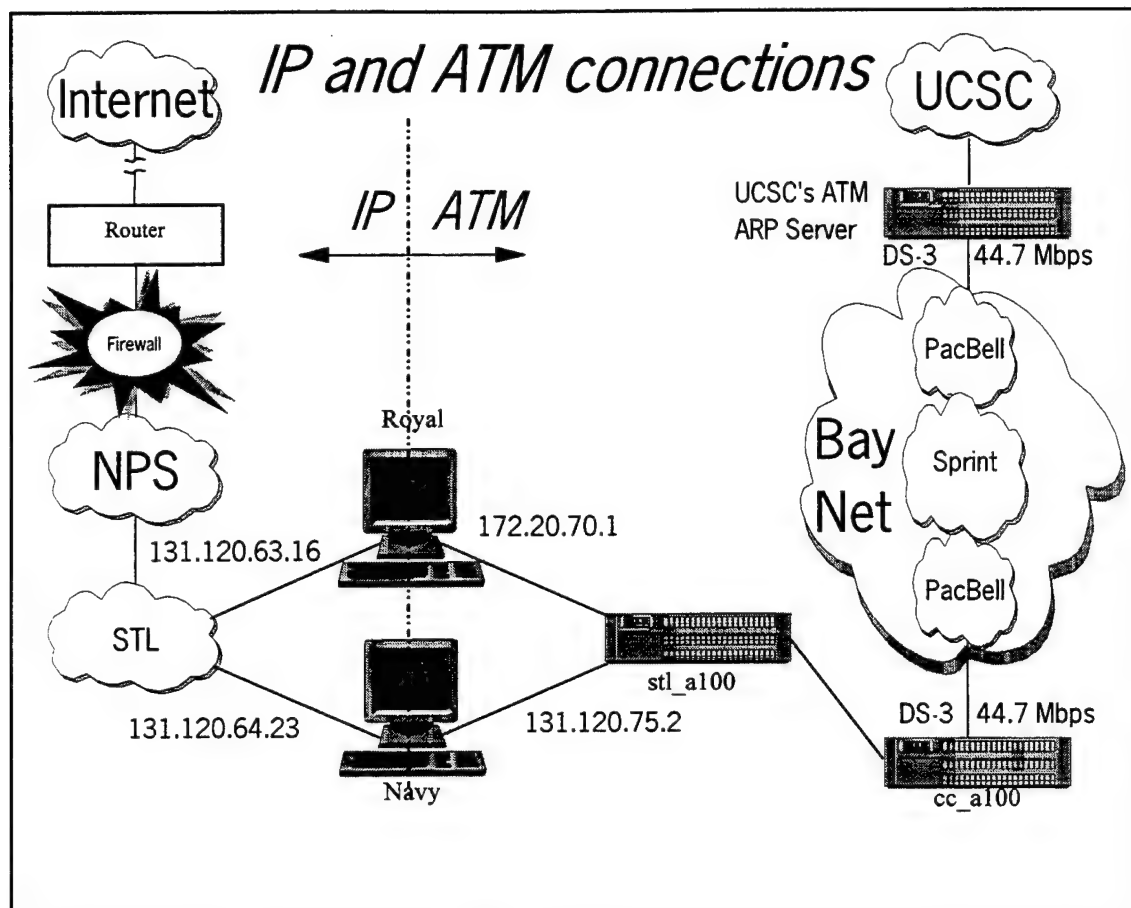 IP and ATM connections
Internet
UCSC
IP
ATM
UCSC's ATM
ARP Server
Router
DS-3
44.7 Mbps
Firewall
PacBell
Royal
NPS
Bay
Net
Sprint
131.120.63.16
172.20.70.1
PacBell
STL
stl_a100
131.120.64.23
131.120.75.2
DS-3
44.7 Mbps
Navy
cc_a100